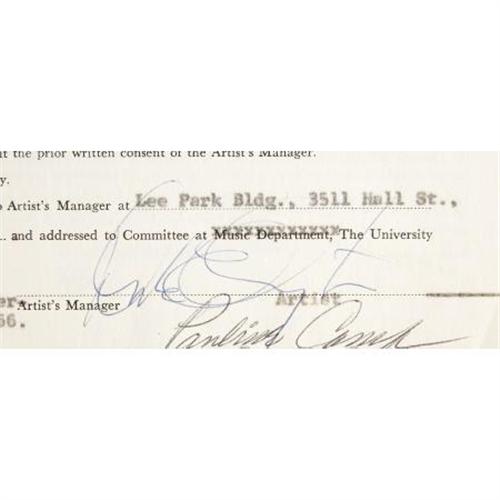 the prior written consent of the Artist's Manager.
y.
Artist's Manager at Lee Park Bldg., 3511 Hall St.,
.. and addressed to Committee at Music Department, The University
Artist
er. Artist's Manager
66.